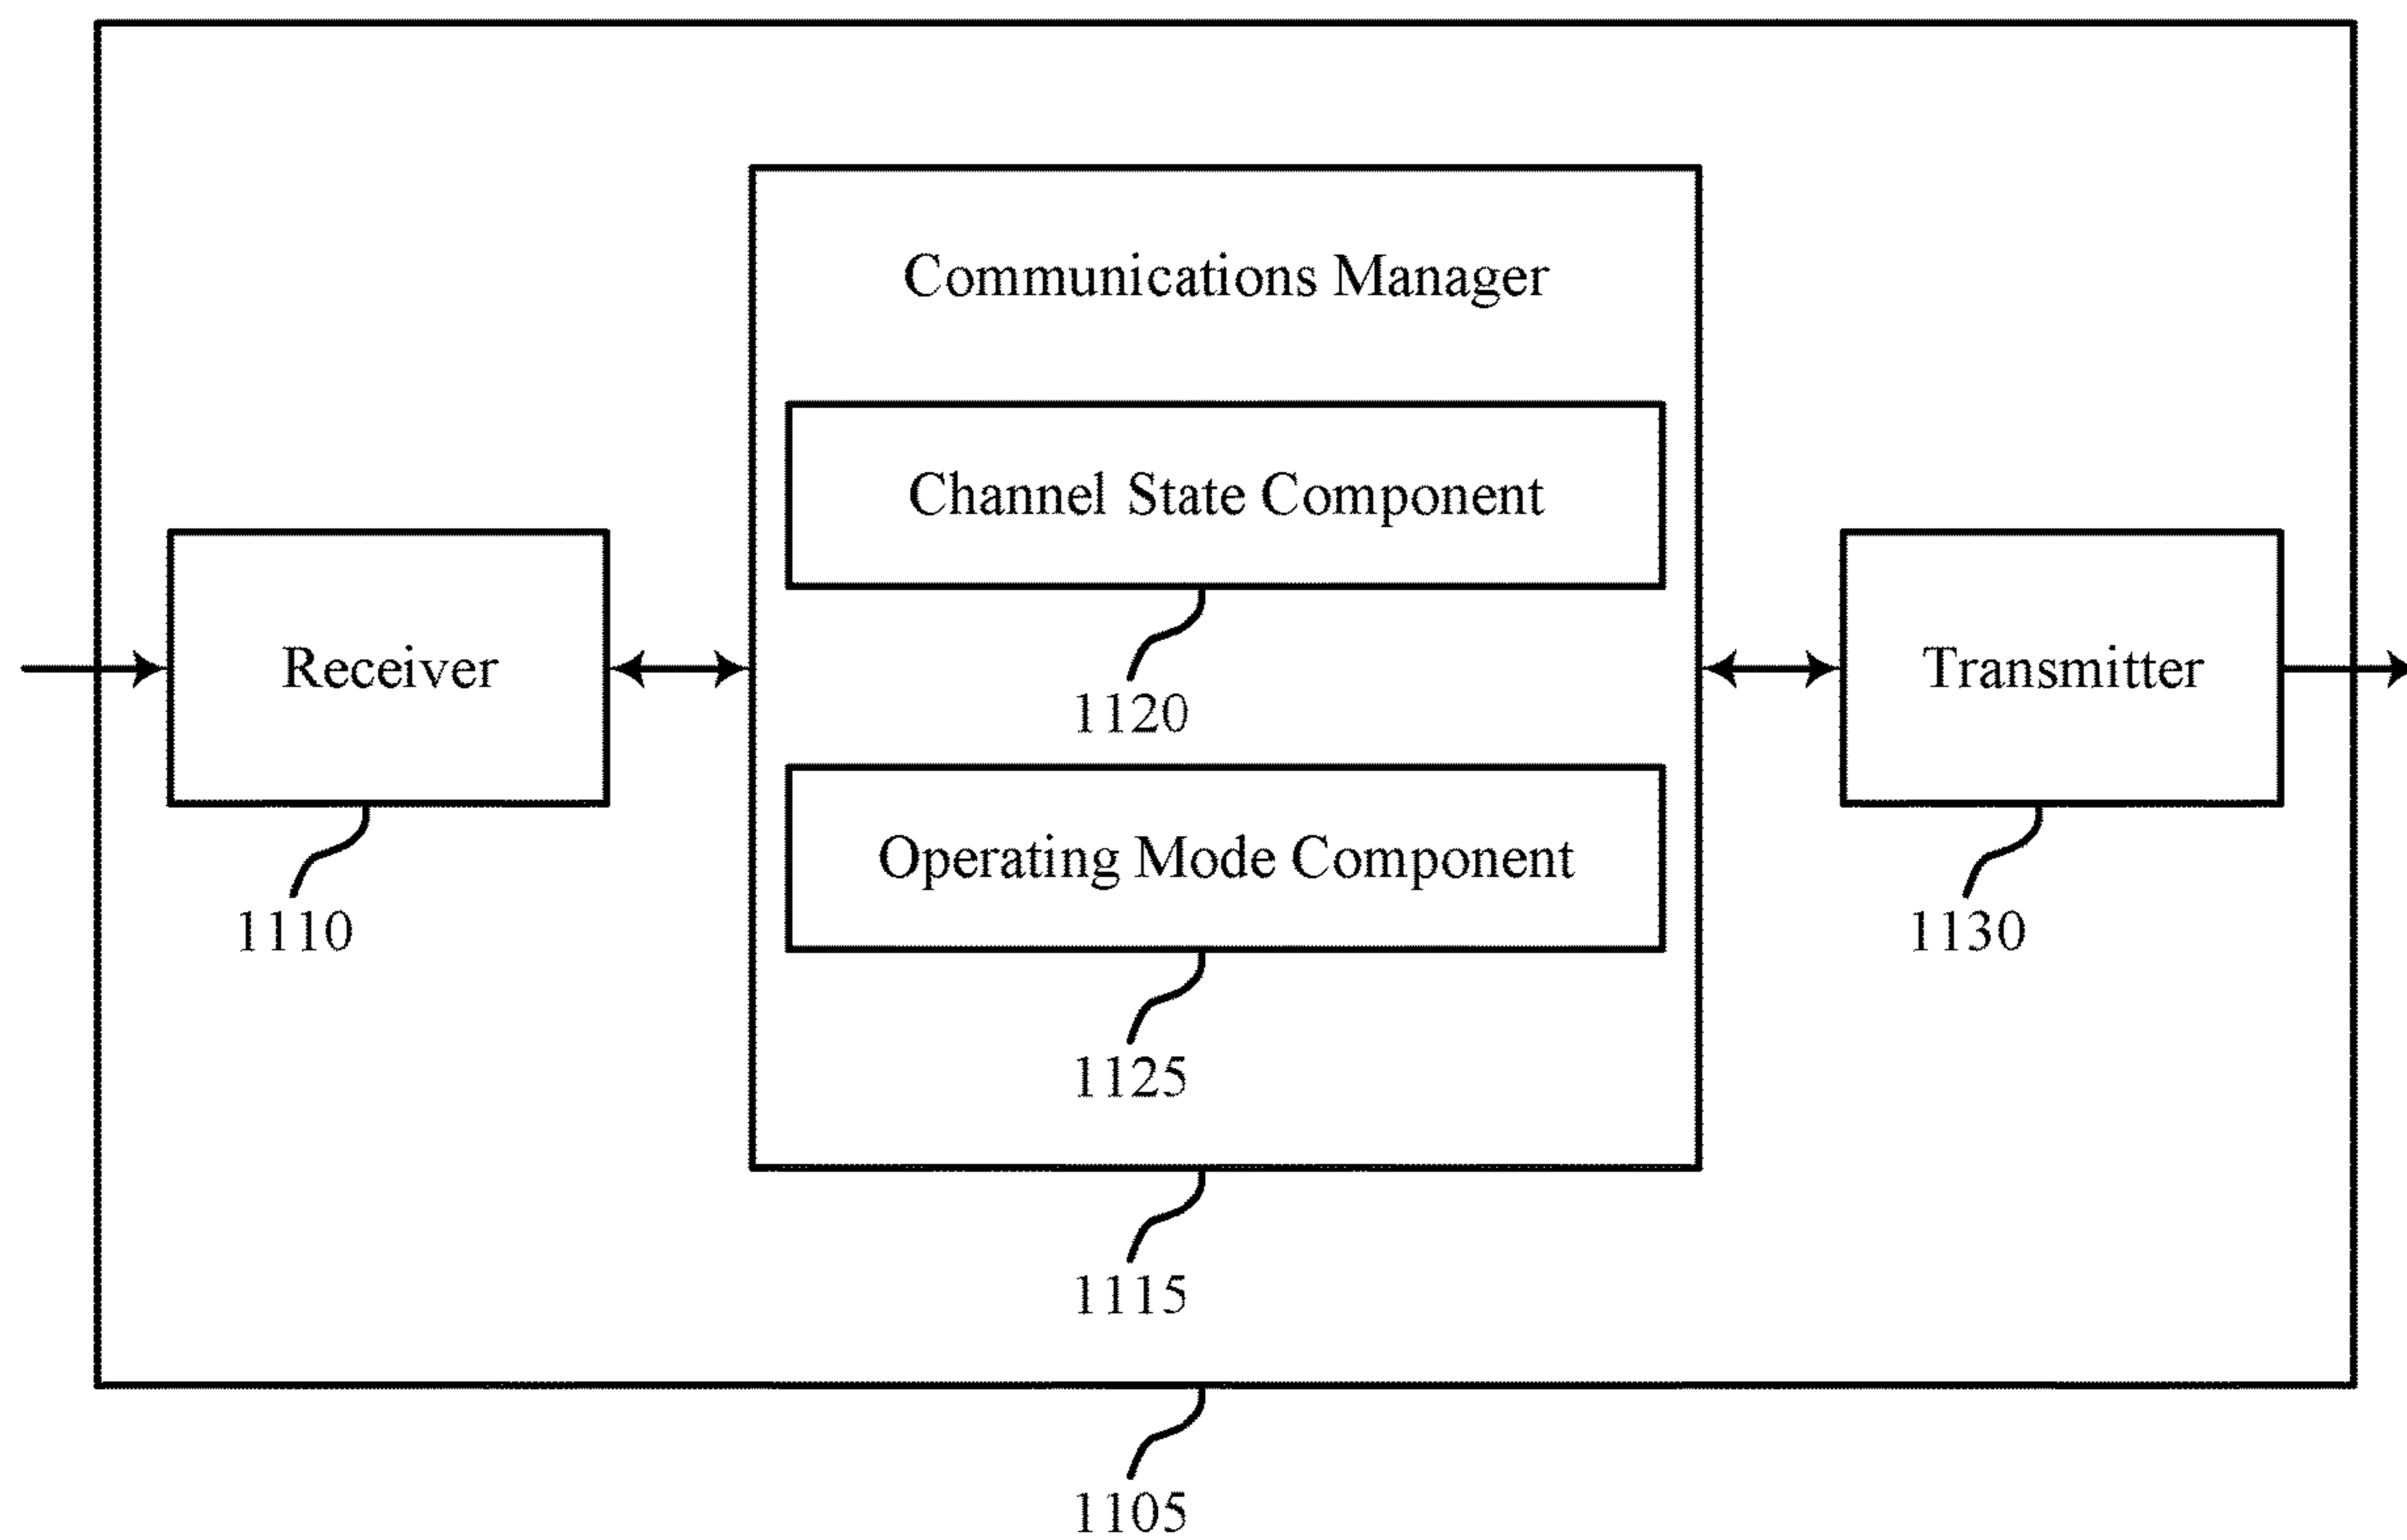 Communications Manager
Channel State Component
Receiver
Transmitter
1120
Operating Mode Component
1110
1130
1125
1115
1105